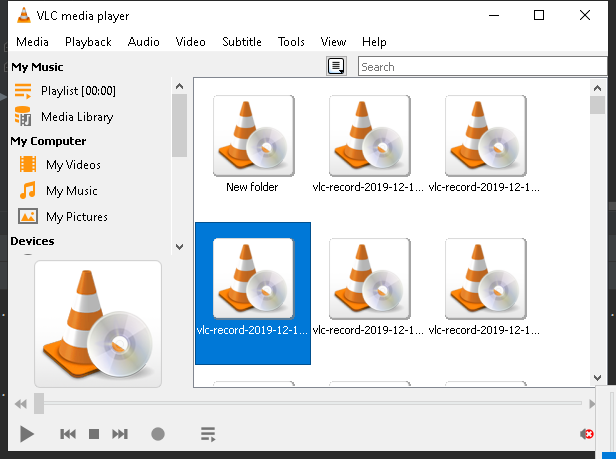 VLC media player
Media Playback Audio Video Subtitle Tools View Help
My Music
Playlist [00:00]
Media Library
My Computer
My Videos
My Music
My Pictures
Devices
Search
New folder
vlc-record-2019-12-1...
vlc-record-2019-12-1...
vlc-record-2019-12-1...
vlc-record-2019-12-1...
vlc-record-2019-12-1...